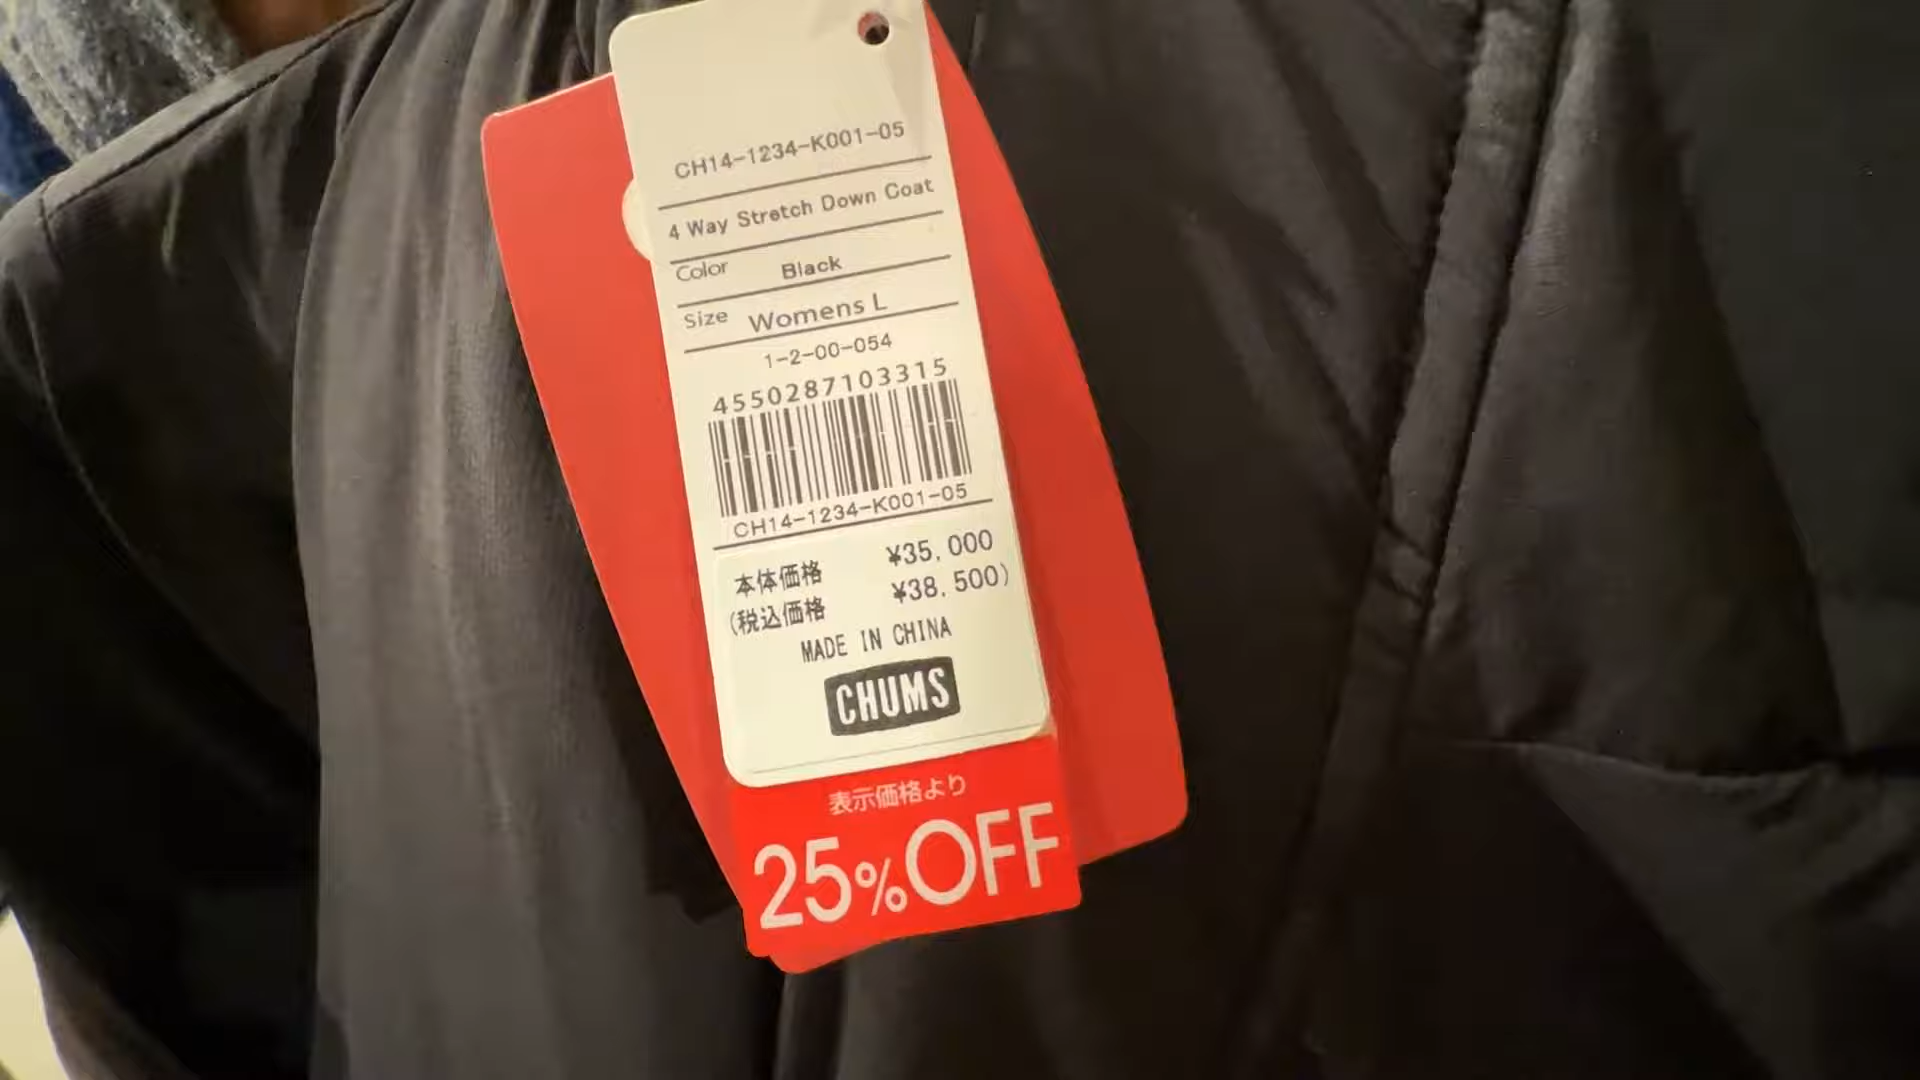 CH14-1234-K001-05
4 Way Stretch Down Coat
Color Black
Size Womens L
1-2-00-054
4550287103315
CH14-1234-K001-05
本体価格 ¥35,000
(税込価格 ¥38,500)
MADE IN CHINA
CHUMS
表示価格より
25%OFF